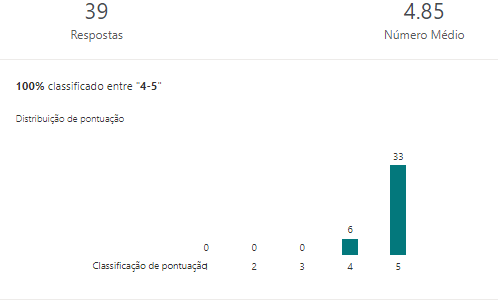 39
Respostas
4.85
Número Médio
100% classificado entre "4-5"
Distribuição de pontuação
33
6
0 0 0
Classificação de pontuação 2 3 4 5